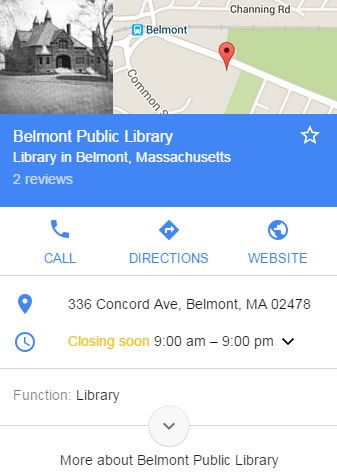 Channing Rd
Belmont
Common S
Belmont Public Library
Library in Belmont, Massachusetts
2 reviews
CALL DIRECTIONS WEBSITE
336 Concord Ave, Belmont, MA 02478
Closing soon 9:00 am – 9:00 pm
Function: Library
More about Belmont Public Library